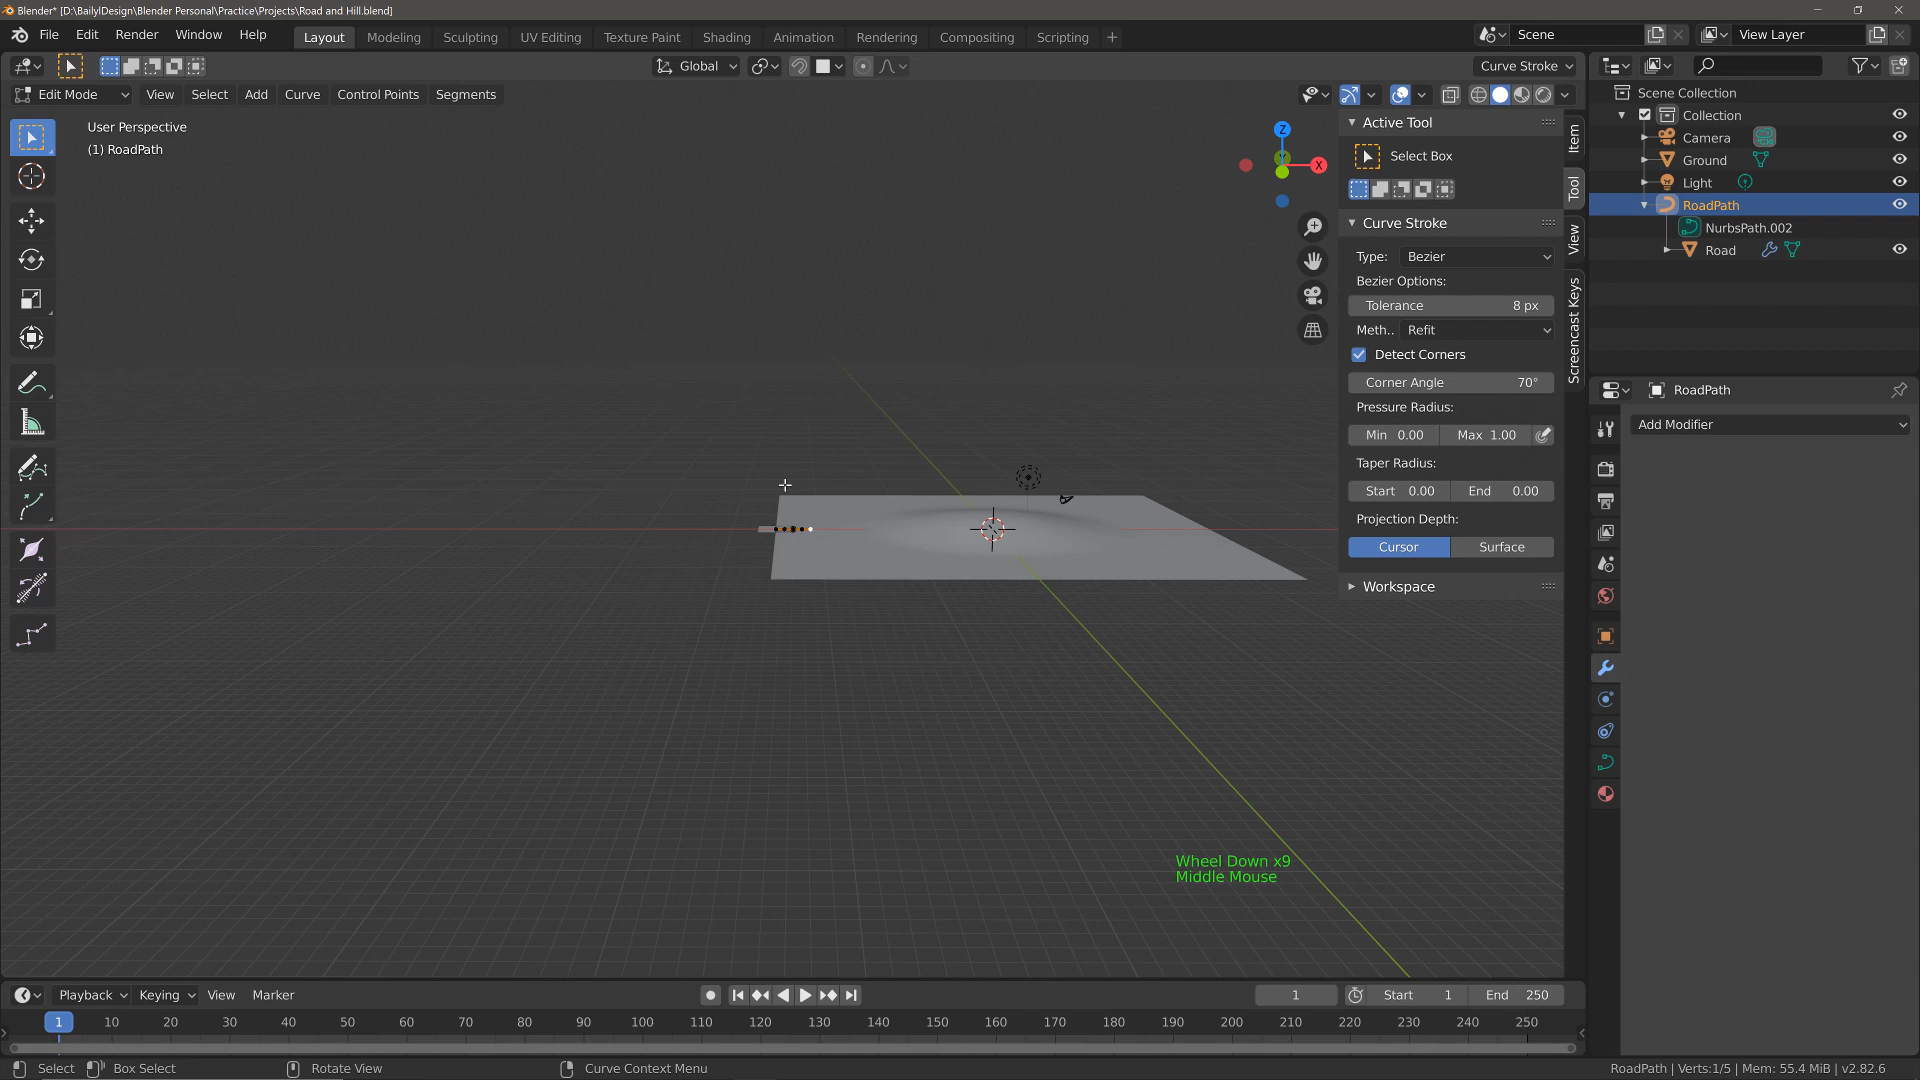 Blender* [D:\BailylDesign\Blender Personal\Practice\Projects\Road and Hill.blend]
File Edit Render Window Help Layout Modeling Sculpting UV Editing Texture Paint Shading Animation Rendering Compositing Scripting + Scene View Layer
Global Curve Stroke
Edit Mode View Select Add Curve Control Points Segments
User Perspective
(1) RoadPath
Z
Y
X
Active Tool
Select Box
Curve Stroke
Type: Bezier
Bezier Options:
Tolerance 8 px
Meth.. Refit
Detect Corners
Corner Angle 70°
Pressure Radius:
Min 0.00 Max 1.00
Taper Radius:
Start 0.00 End 0.00
Projection Depth:
Cursor Surface
Workspace
Item
Tool
View
Screencast Keys
Scene Collection
Collection
Camera
Ground
Light
RoadPath
NurbsPath.002
Road
RoadPath
Add Modifier
Wheel Down x9
Middle Mouse
Playback Keying View Marker 1 Start 1 End 250
1 10 20 30 40 50 60 70 80 90 100 110 120 130 140 150 160 170 180 190 200 210 220 230 240 250
Select Box Select Rotate View Curve Context Menu RoadPath | Verts:1/5 | Mem: 55.4 MiB | v2.82.6